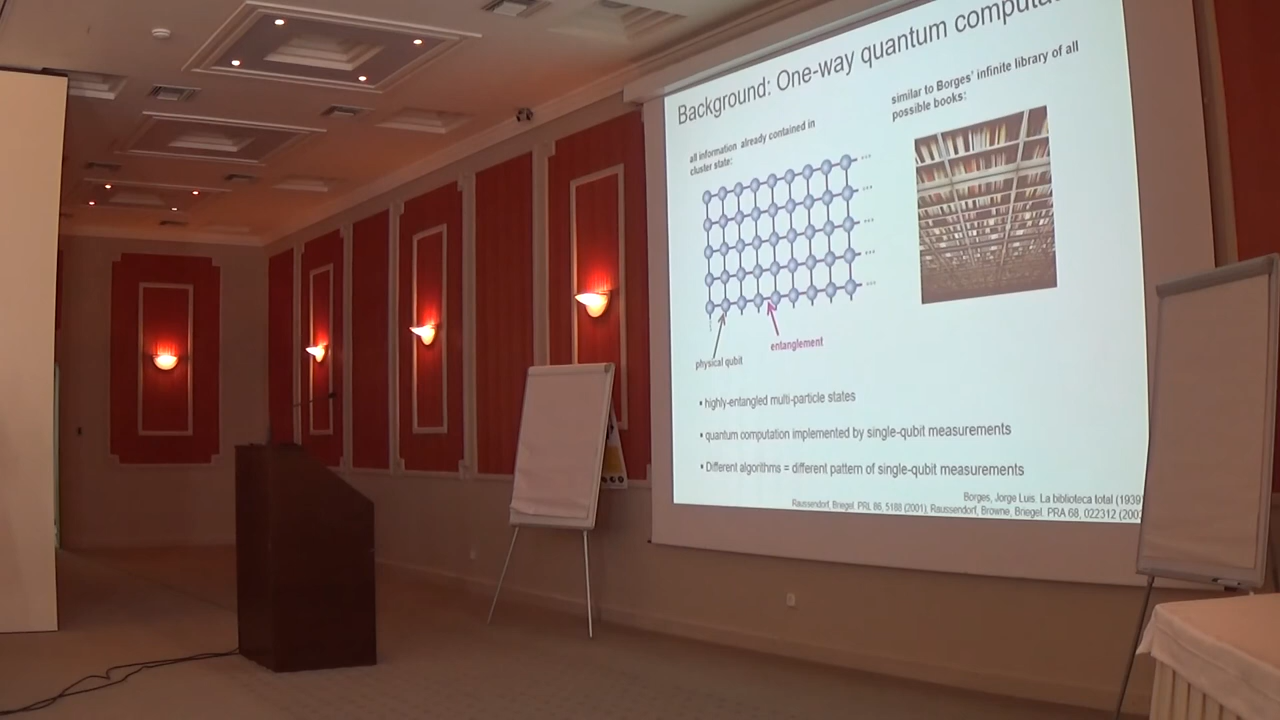 Background: One-way quantum computa
similar to Borges' infinite library of all
possible books:
all information already contained in
cluster state:
physical qubit
entanglement
• highly-entangled multi-particle states
• quantum computation implemented by single-qubit measurements
• Different algorithms = different pattern of single-qubit measurements
Borges, Jorge Luis. La biblioteca total (1939
Raussendorf, Briegel. PRL 86, 5188 (2001), Raussendorf, Browne, Briegel. PRA 68, 022312 (200